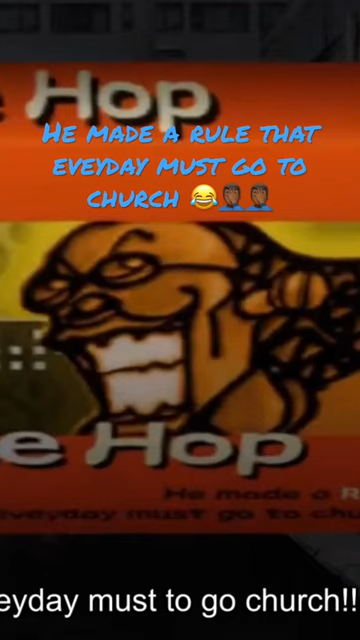 e Hop
HE MADE A RULE THAT
EVEYDAY MUST GO TO
CHURCH 😂🤦🏾‍♂️🤦🏾‍♂️
e Hop
He made a R
eveyday must go to chu
eyday must to go church!!